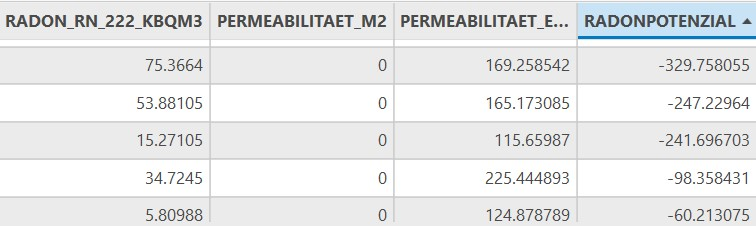 RADON_RN_222_KBQM3 PERMEABILITAET_M2 PERMEABILITAET_E... RADONPOTENZIAL
75.3664 0 169.258542 -329.758055
53.88105 0 165.173085 -247.22964
15.27105 0 115.65987 -241.696703
34.7245 0 225.444893 -98.358431
5.80988 0 124.878789 -60.213075